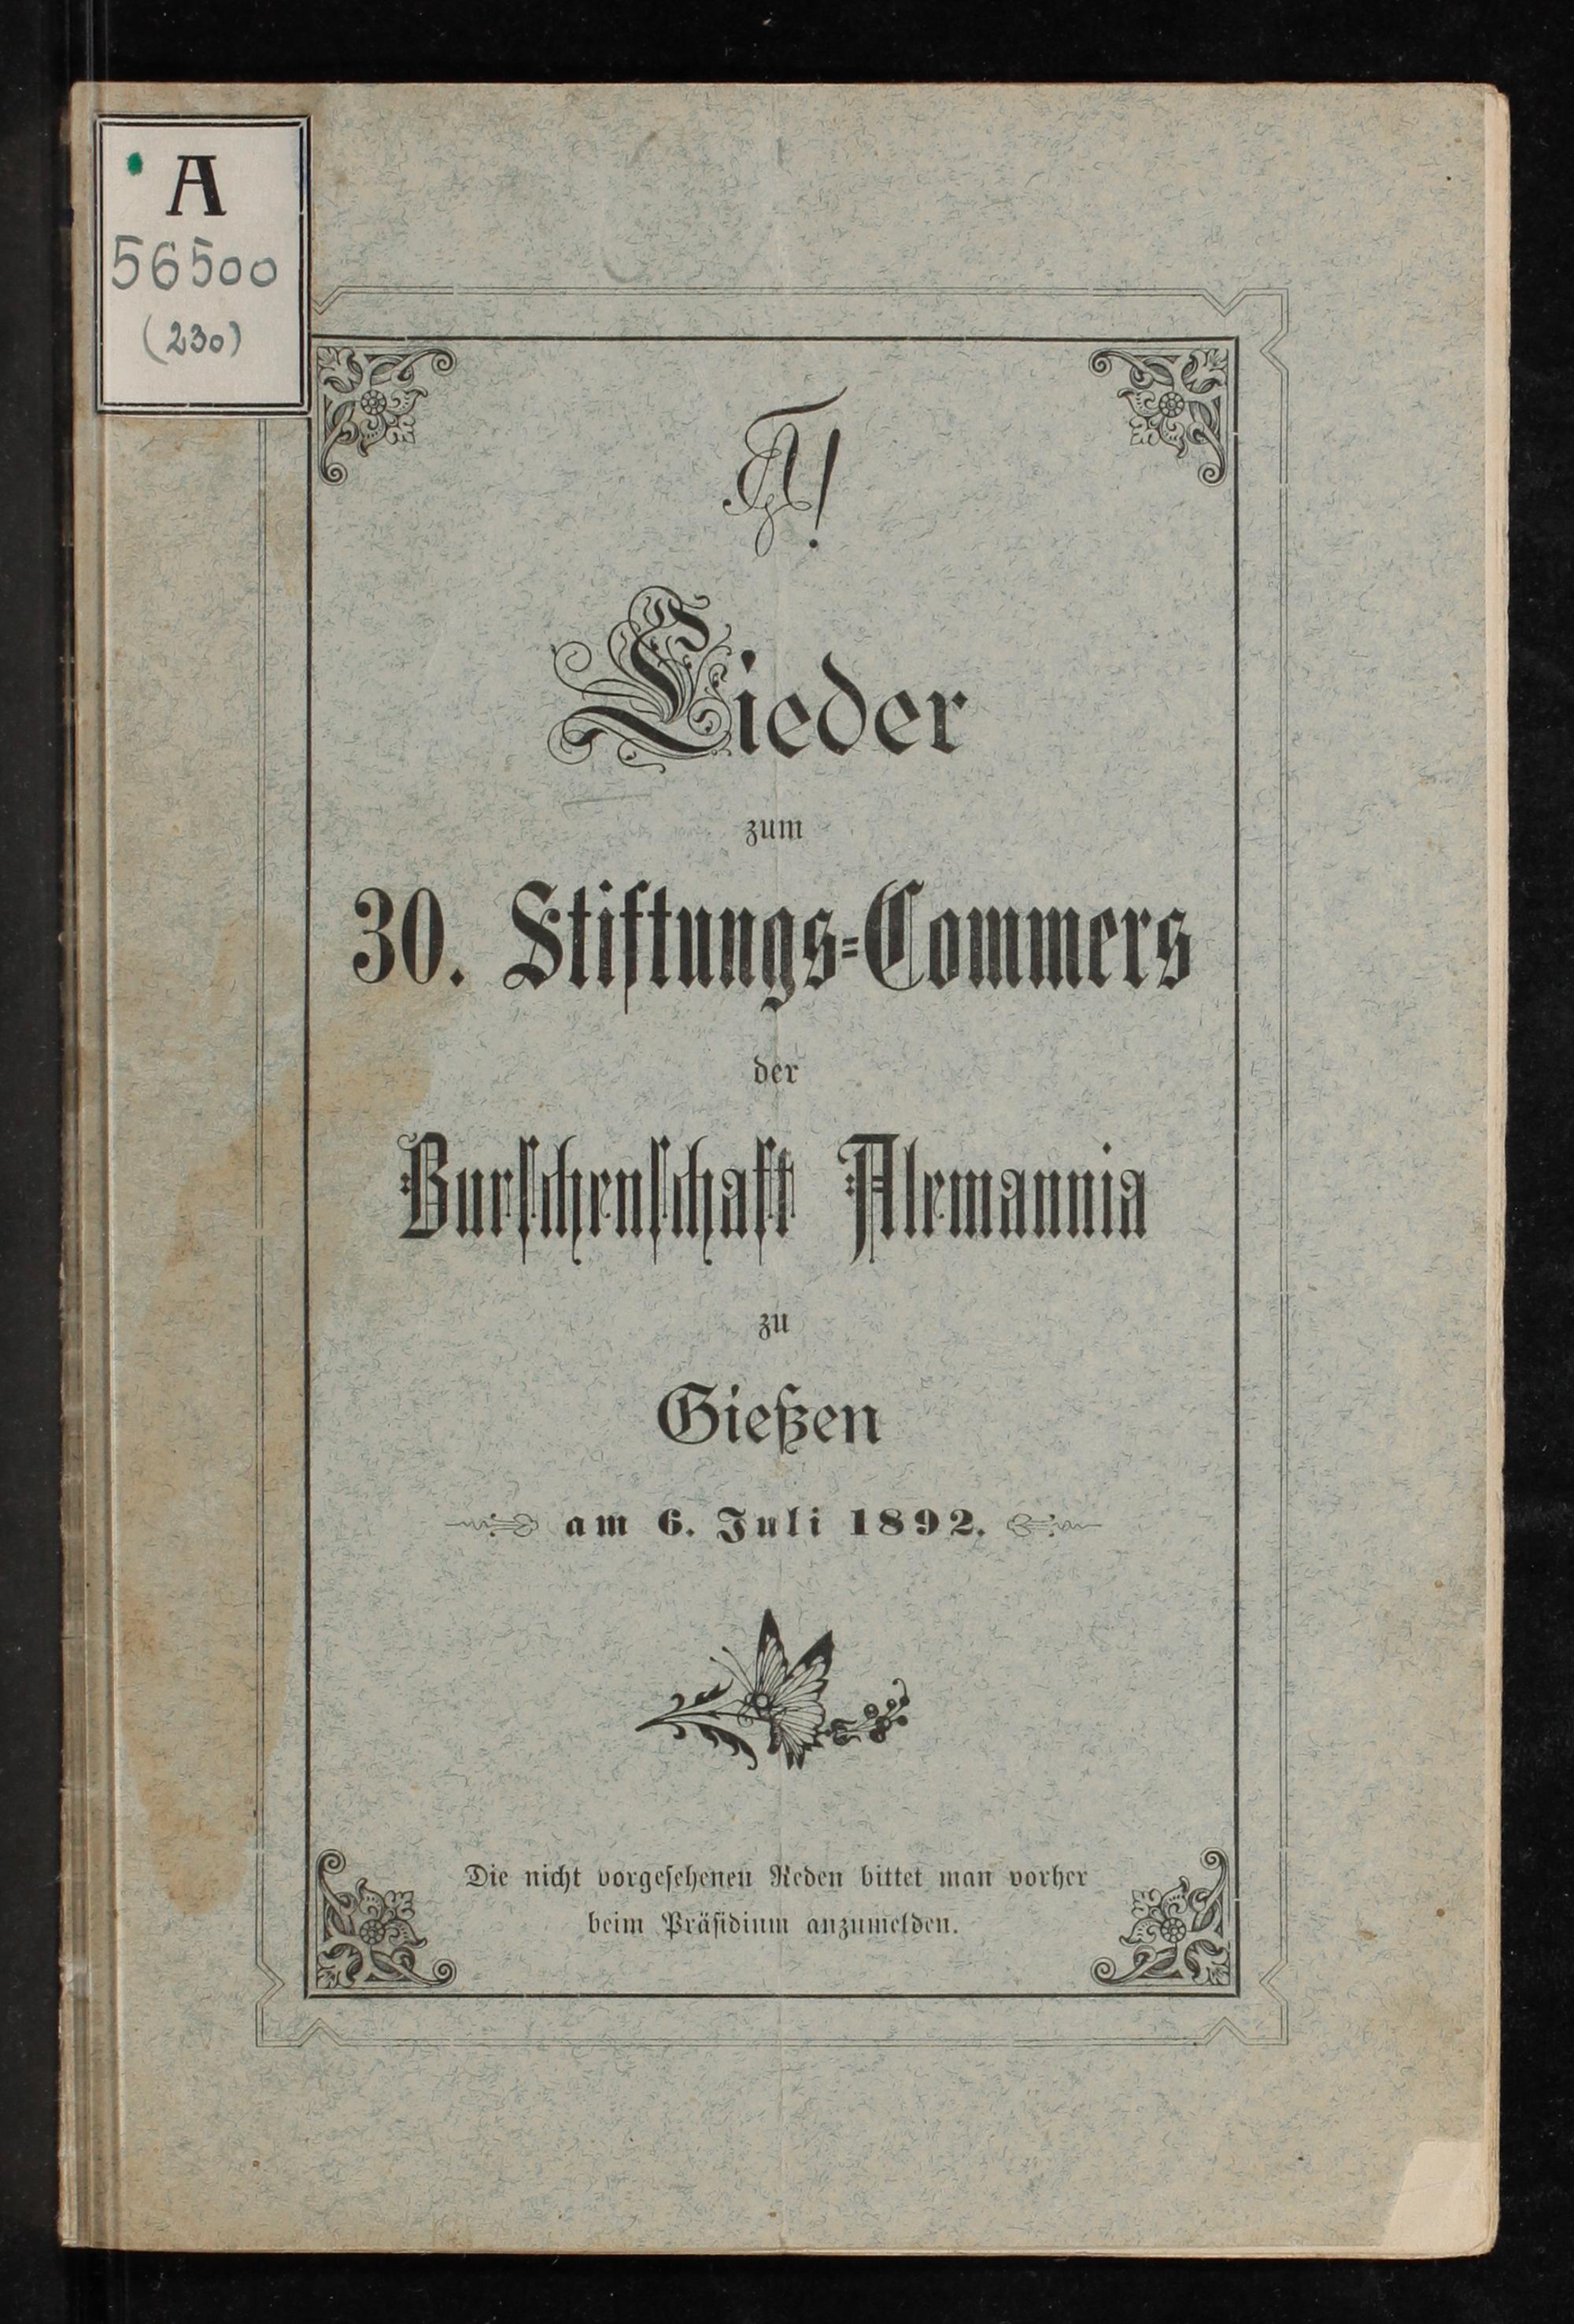 A
56500
(230)
Lieder
zum
30. Stiftungs-Commers
der
Burschenschaft Alemannia
zu
Gießen
am 6. Juli 1892.
Die nicht vorgesehenen Reden bittet man vorher
beim Präsidium anzumelden.